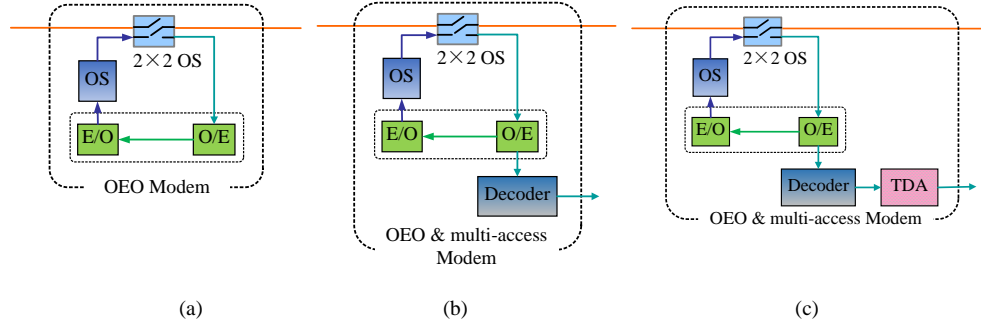 2×2 OS
OS
E/O
O/E
OEO Modem
(a)
2×2 OS
OS
E/O
O/E
Decoder
OEO & multi-access
Modem
(b)
2×2 OS
OS
E/O
O/E
Decoder
TDA
OEO & multi-access Modem
(c)